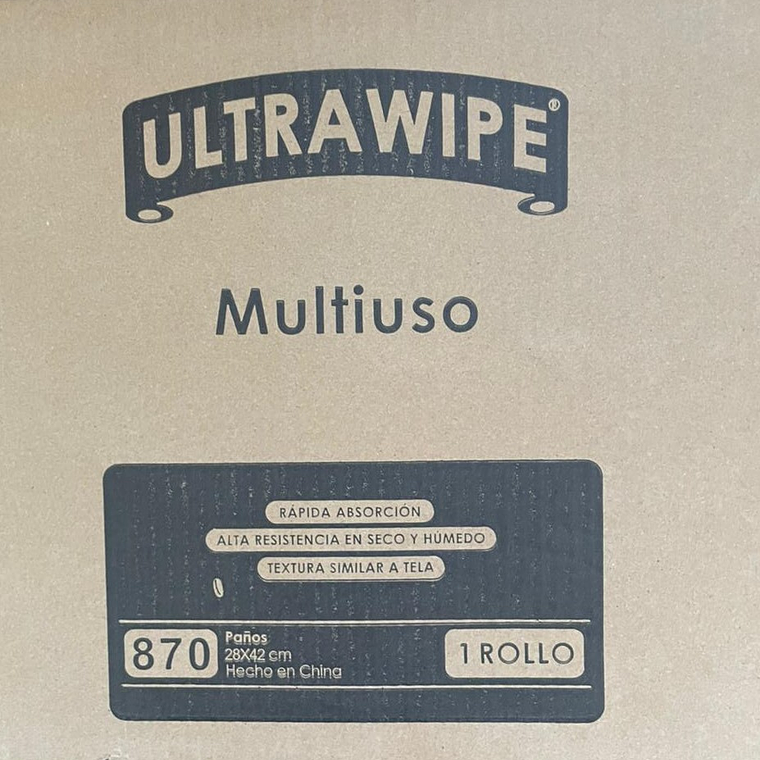 ULTRAWIPE®
Multiuso
RÁPIDA ABSORCIÓN
ALTA RESISTENCIA EN SECO Y HÚMEDO
TEXTURA SIMILAR A TELA
870 Paños
28X42 cm
Hecho en China
1 ROLLO